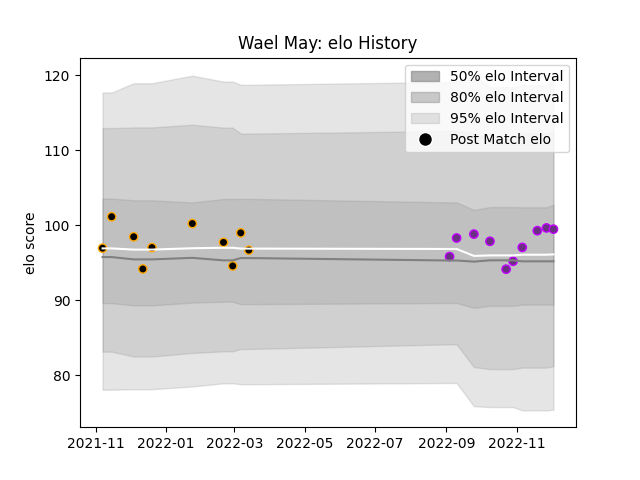 Wael May: elo History
50% elo Interval
80% elo Interval
95% elo Interval
Post Match elo
elo score
120
110
100
90
80
2021-11 2022-01 2022-03 2022-05 2022-07 2022-09 2022-11